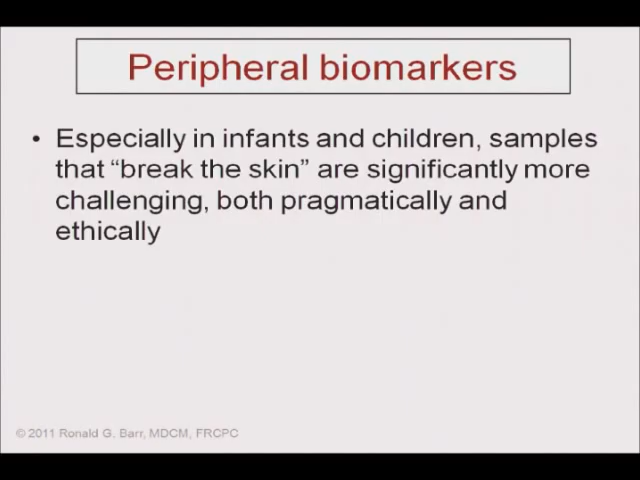 Peripheral biomarkers
• Especially in infants and children, samples
that “break the skin” are significantly more
challenging, both pragmatically and
ethically
© 2011 Ronald G. Barr, MDCM, FRCPC